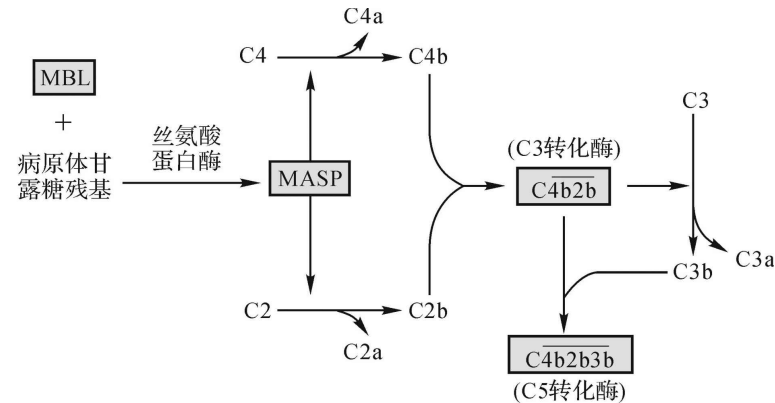 MBL
+
病原体甘
露糖残基
丝氨酸
蛋白酶
MASP
C4
C4a
C4b
C2
C2a
C2b
(C3转化酶)
C4b2b
C3
C3a
C3b
C4b2b3b
(C5转化酶)